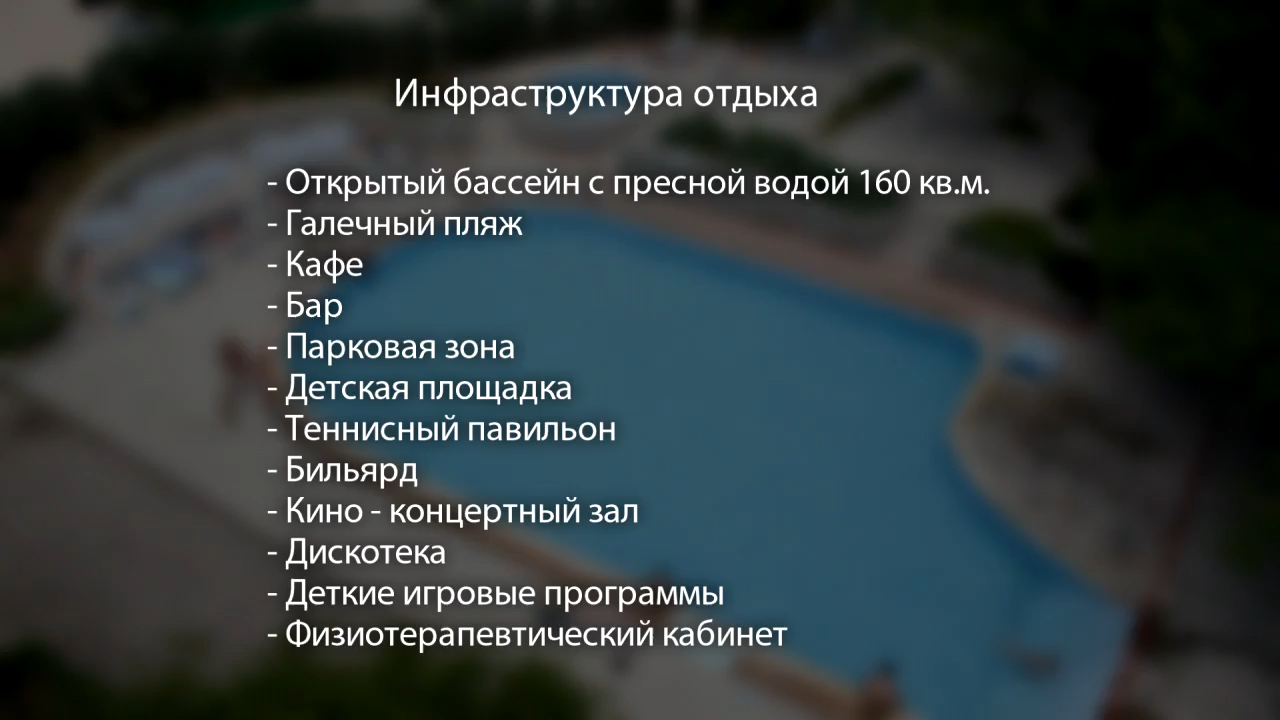 Инфраструктура отдыха
- Открытый бассейн с пресной водой 160 кв.м.
- Галечный пляж
- Кафе
- Бар
- Парковая зона
- Детская площадка
- Теннисный павильон
- Бильярд
- Кино - концертный зал
- Дискотека
- Деткие игровые программы
- Физиотерапевтический кабинет